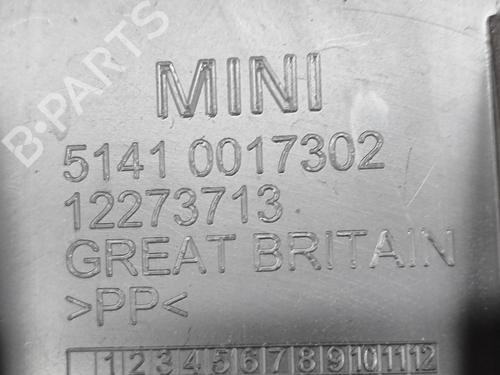 B-PARTS
MINI
5141 0017302
12273713
GREAT BRITAIN
>PP<
1 2 3 4 5 6 7 8 9 10 11 12